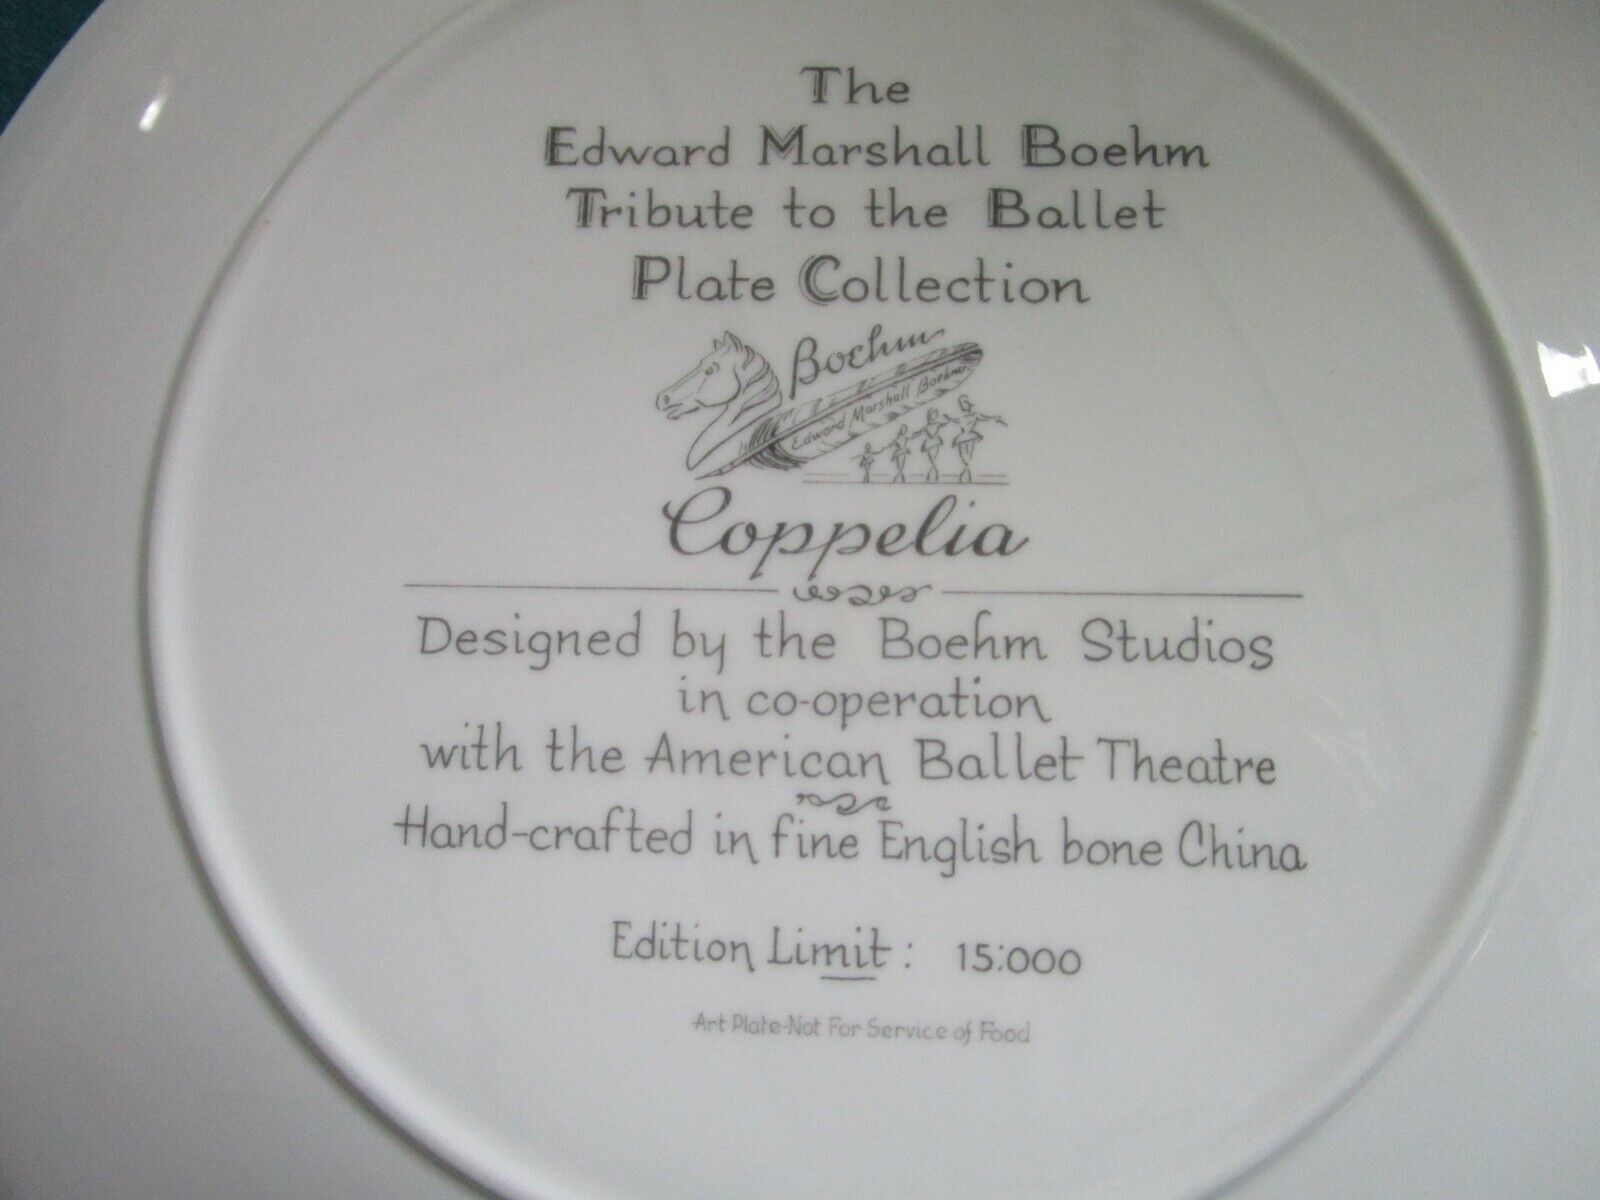 The
Edward Marshall Boehm
Tribute to the Ballet
Plate Collection
Boehm
Edward Marshall Boehm
Coppelia
Designed by the Boehm Studios
in co-operation
with the American Ballet Theatre
Hand-crafted in fine English bone China
Edition Limit: 15:000
Art Plate-Not For Service of Food